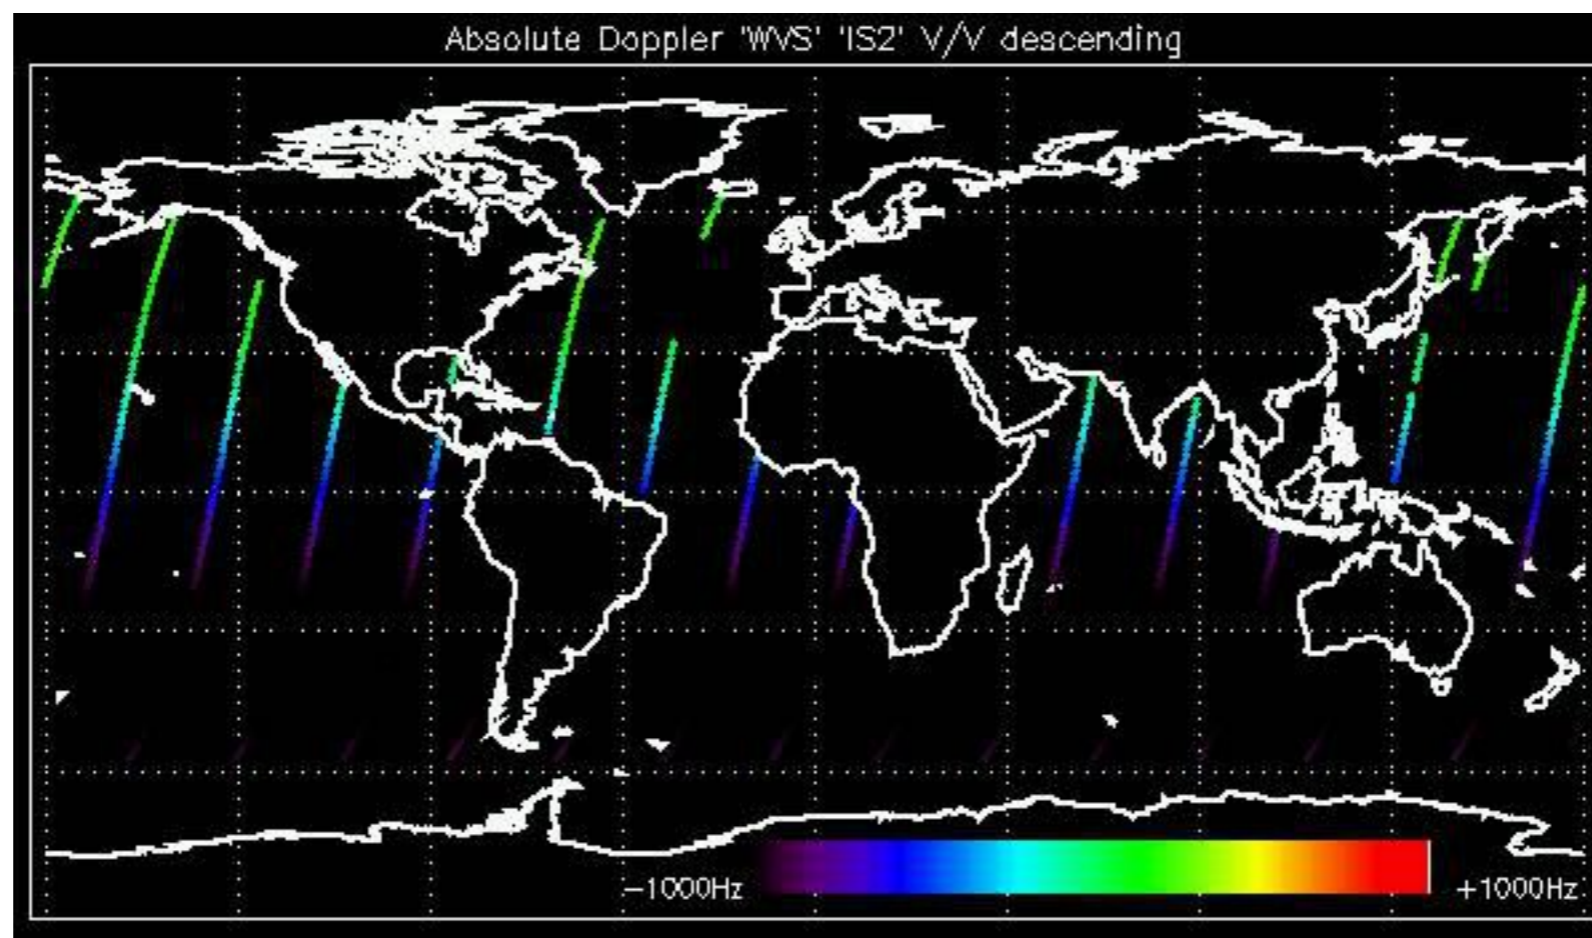 Absolute Doppler 'WVS' 'IS2' V/V descending
−1000Hz +1000Hz